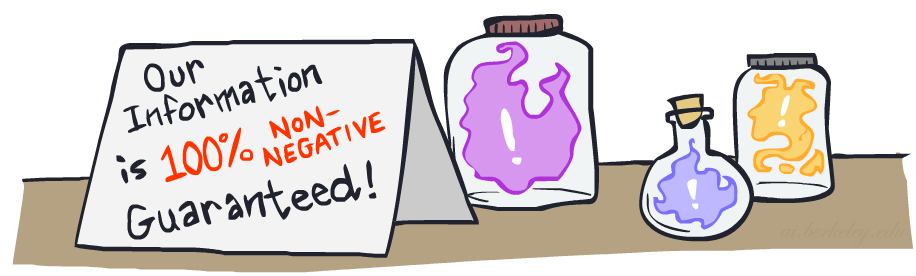 Our
Information
is 100% NON-
NEGATIVE
Guaranteed!
!
!
!
ai.berkeley.edu